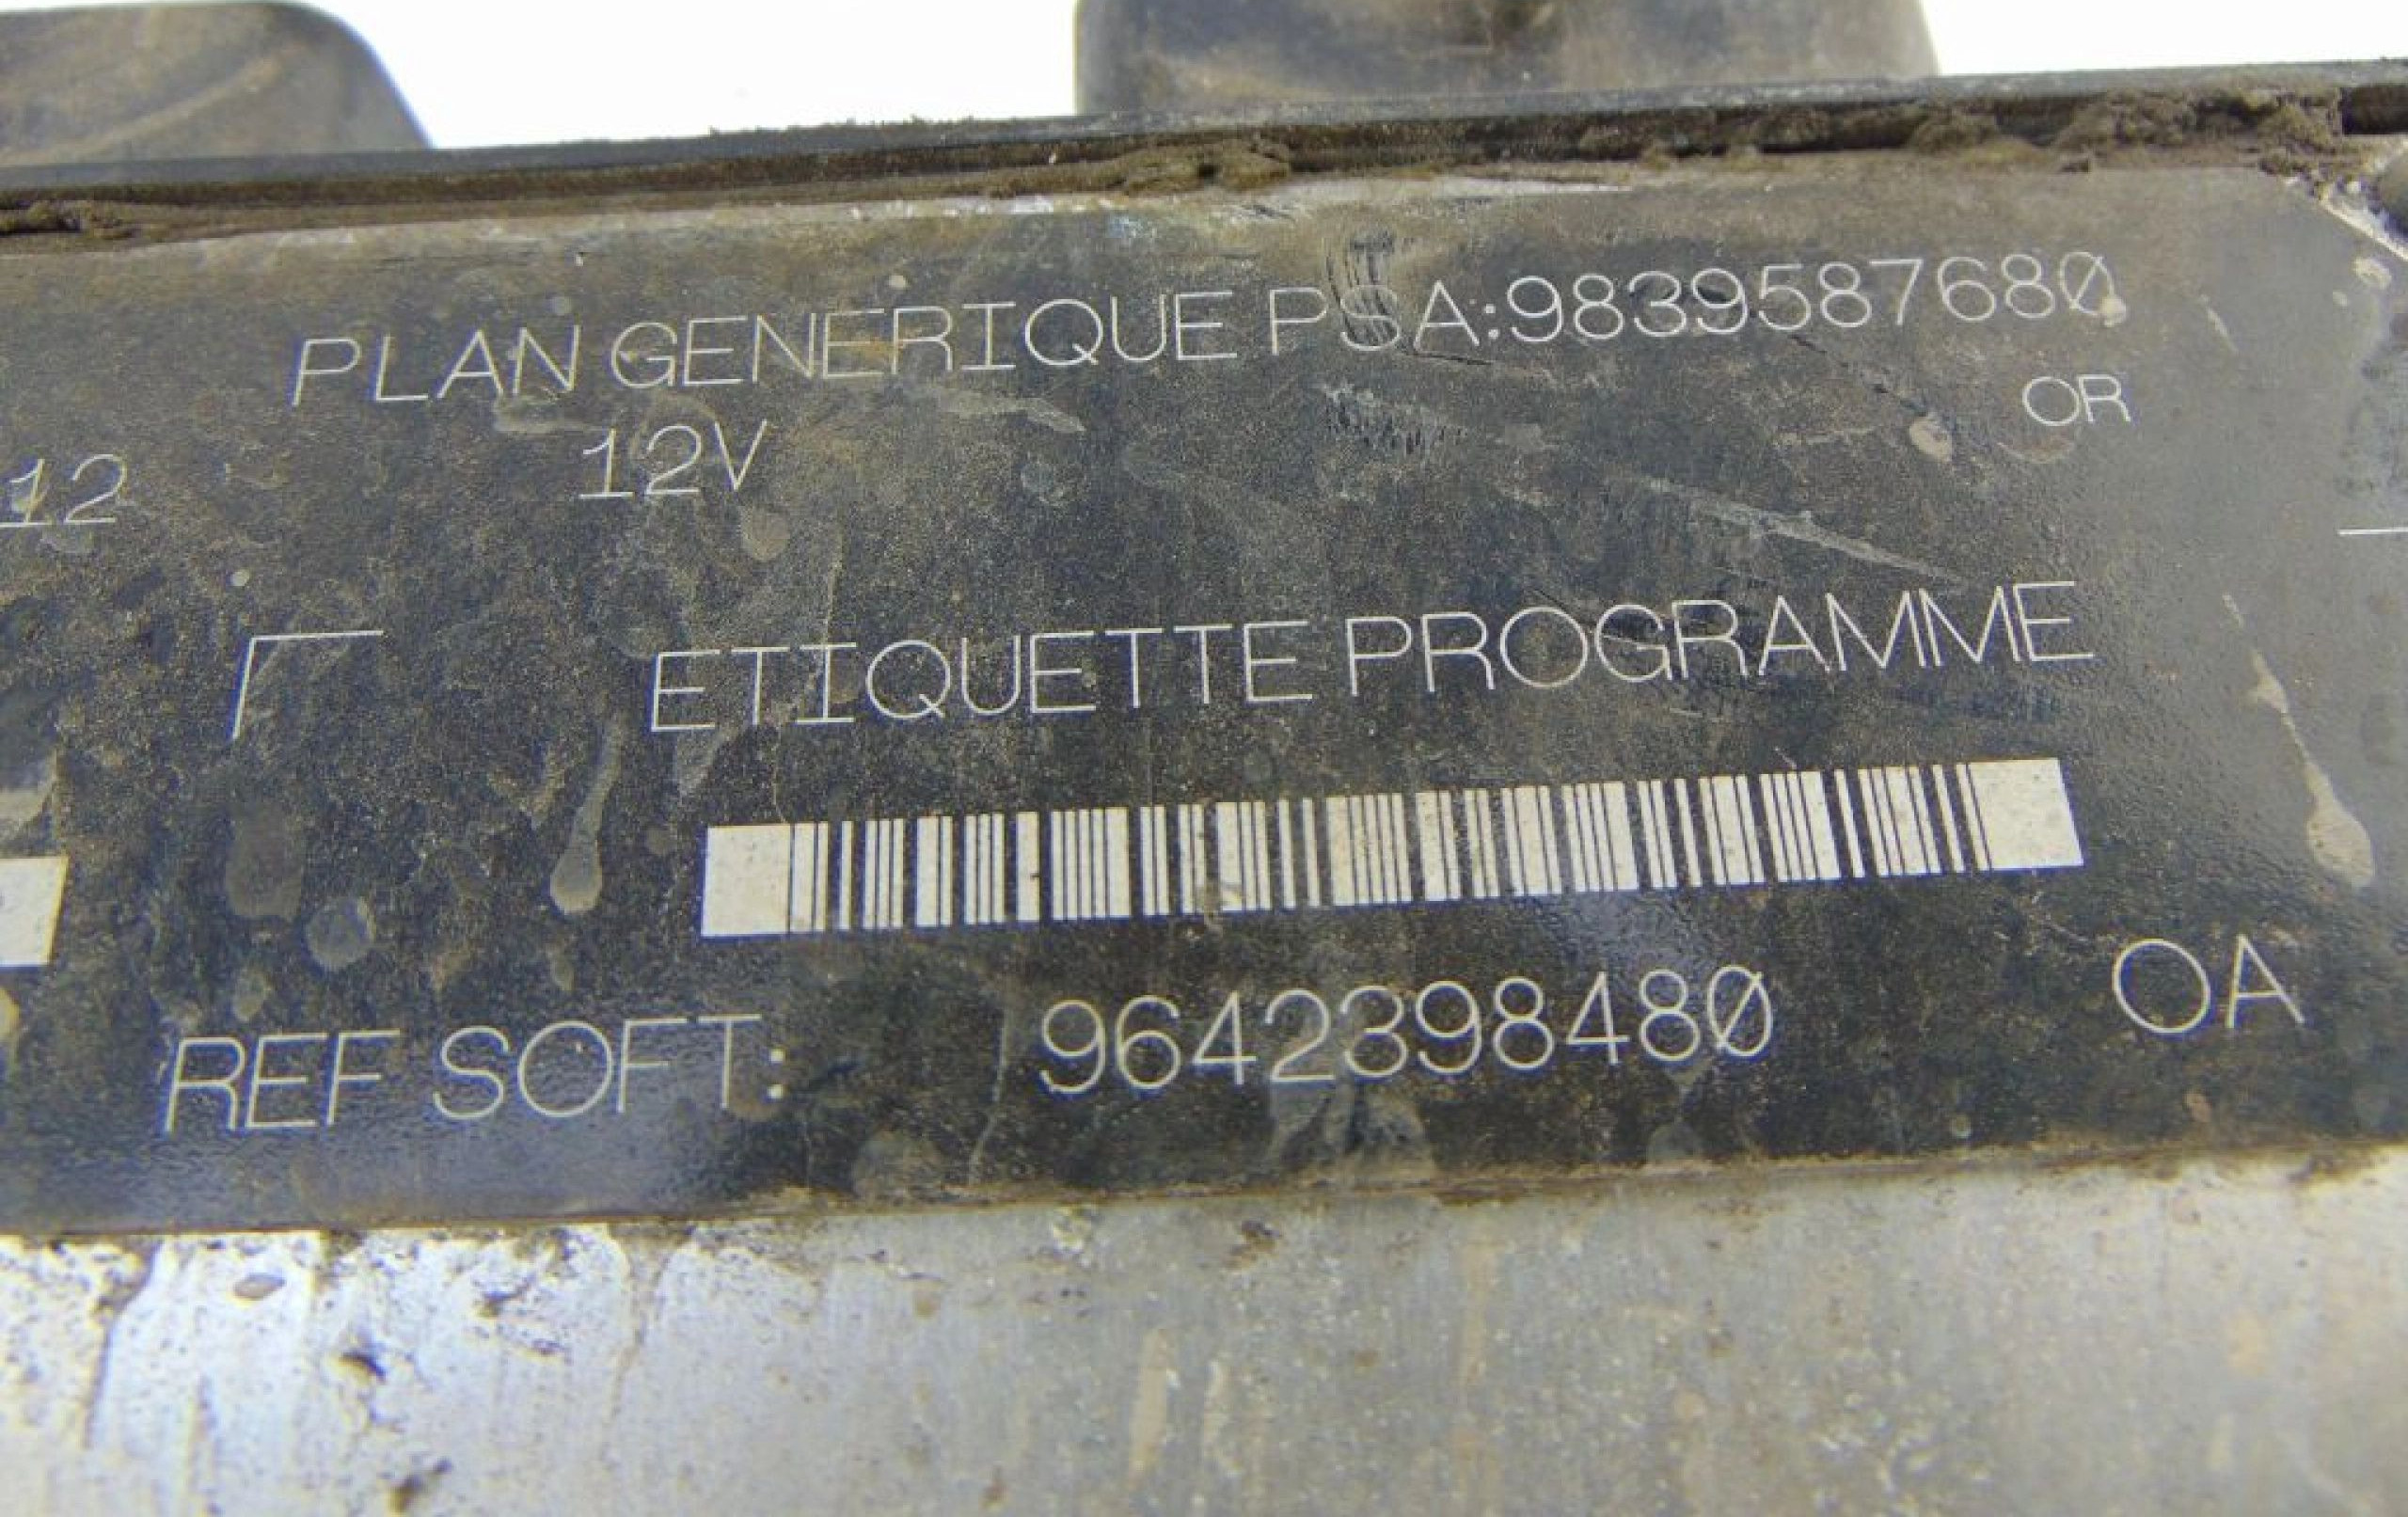 PLAN GENERIQUE PSA:9839587680
OR
12 12V
ETIQUETTE PROGRAMME
REF SOFT: 9642398480 OA